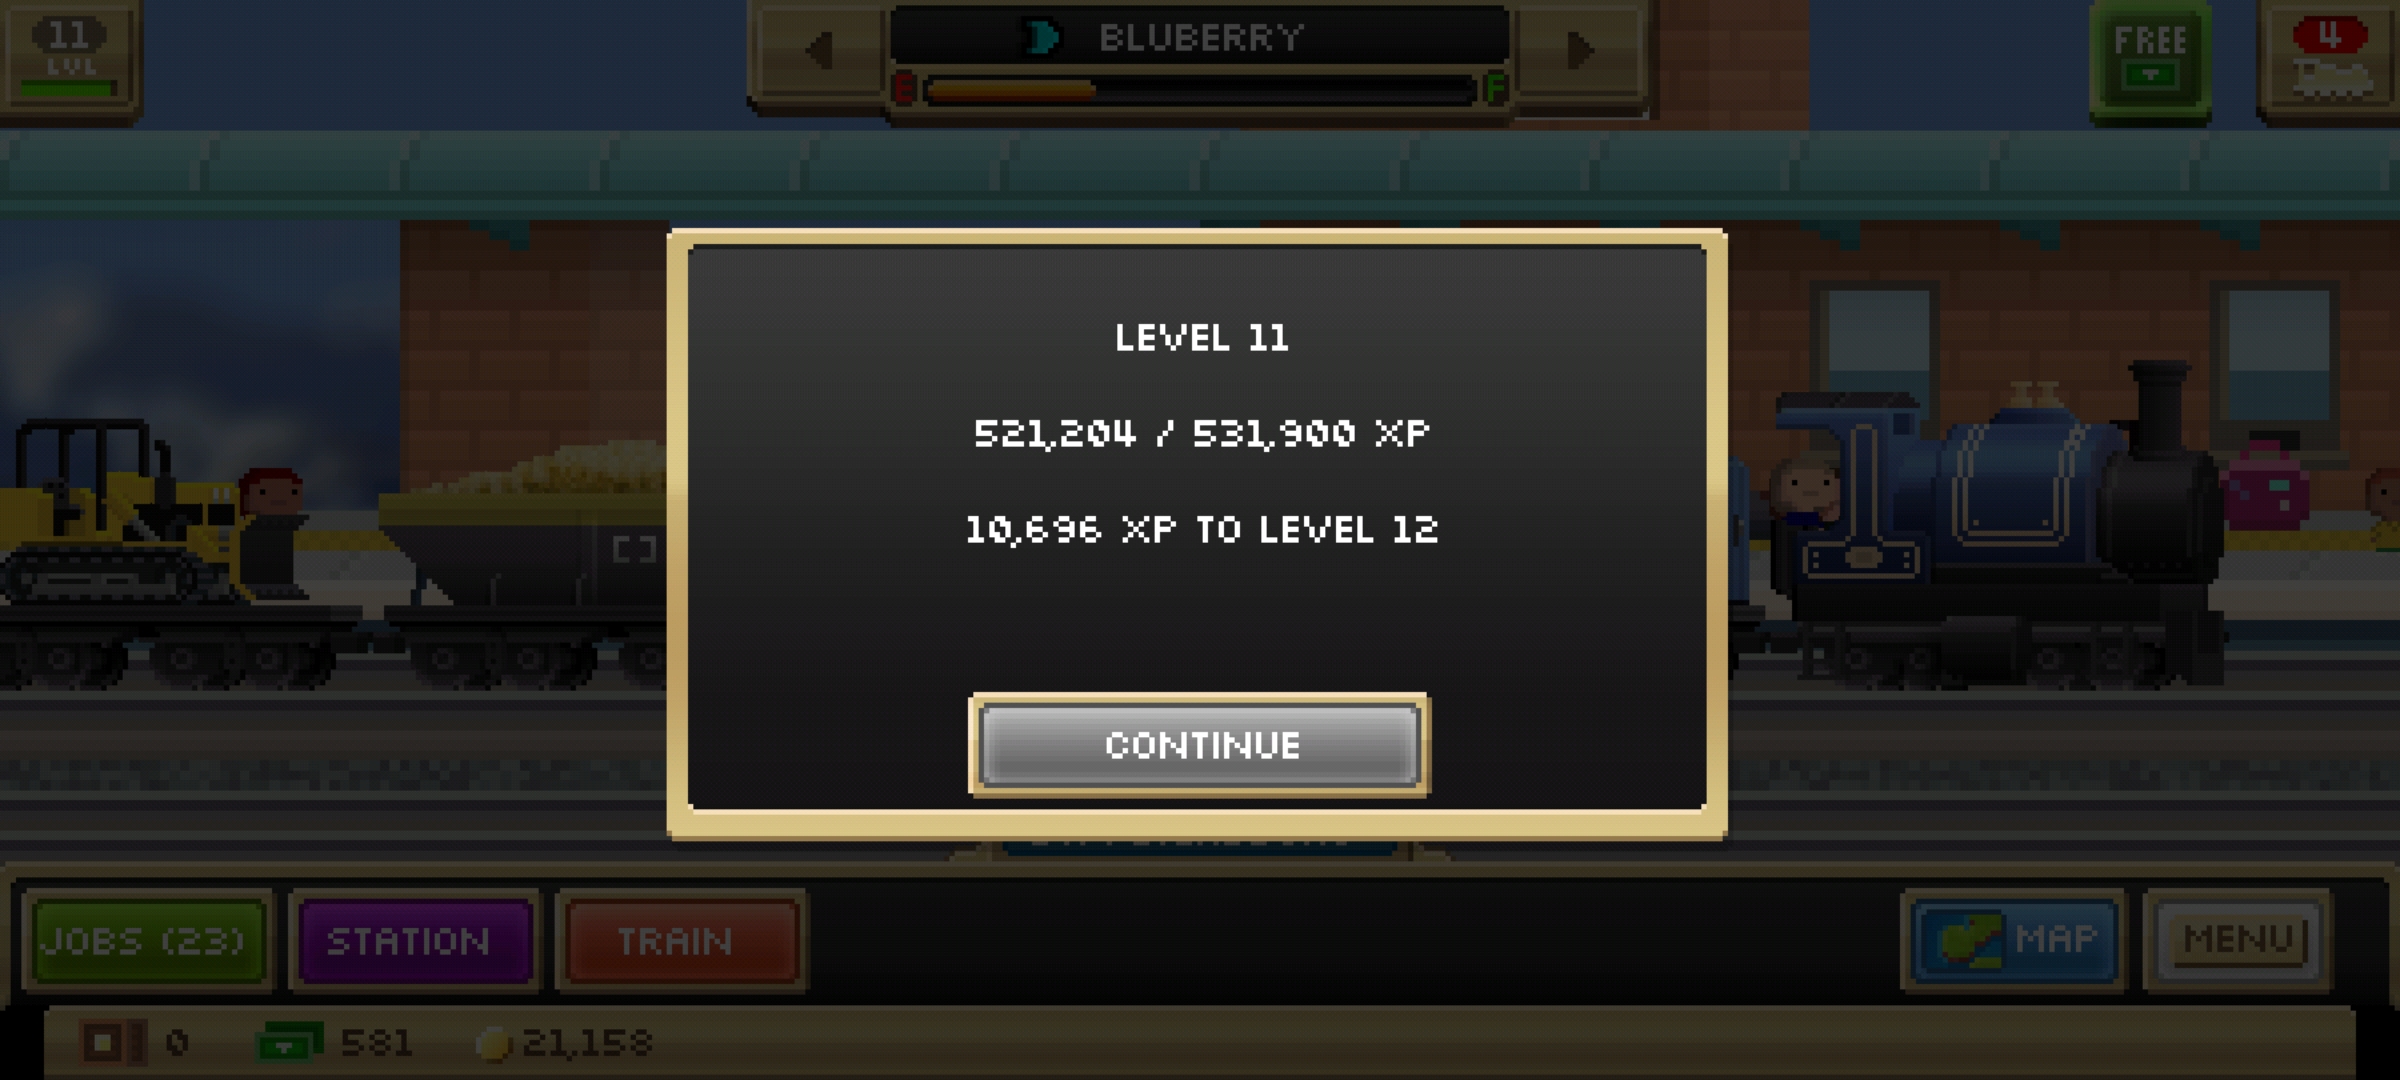 11
LVL
BLUBERRY
E
F
FREE
4
LEVEL 11
521,204 / 531,900 XP
10,696 XP TO LEVEL 12
CONTINUE
JOBS (23)
STATION
TRAIN
MAP
MENU
0
581
21,158